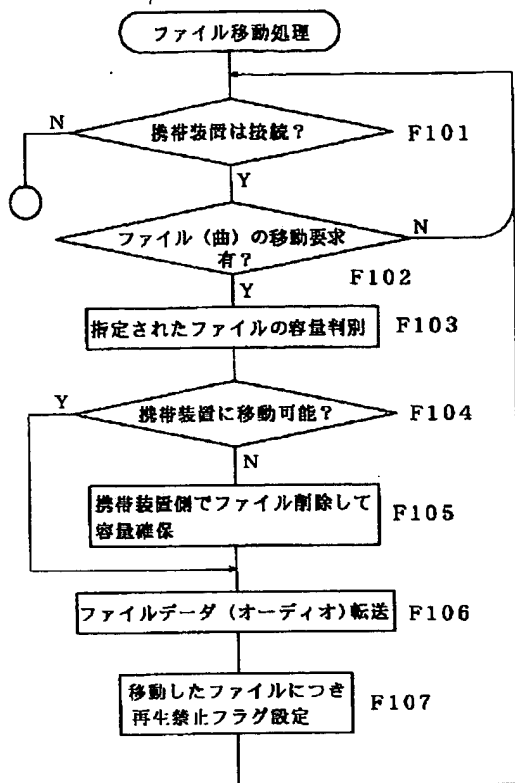 ファイル移動処理
携帯装置は接続?
F101
N
Y
ファイル(曲)の移動要求
有?
N
F102
Y
指定されたファイルの容量判別
F103
Y
携帯装置に移動可能?
F104
N
携帯装置側でファイル削除して
容量確保
F105
ファイルデーダ(オーディオ)転送
F106
移動したファイルにつき
再生禁止フラグ設定
F107